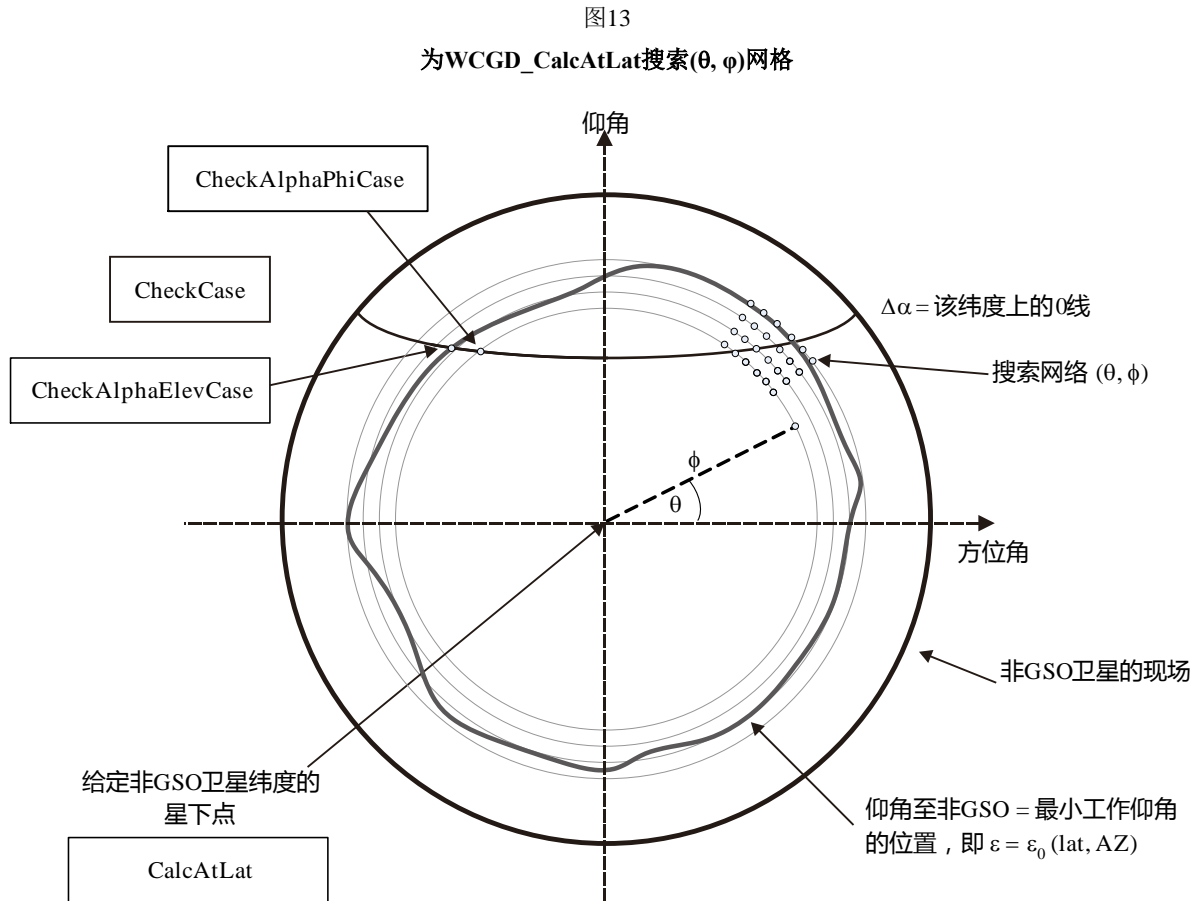 图13
为WCGD_CalcAtLat搜索(θ, φ)网格
仰角
CheckAlphaPhiCase
CheckCase
CheckAlphaElevCase
Δα = 该纬度上的0线
搜索网络 (θ, ϕ)
ϕ
θ
方位角
非GSO卫星的现场
给定非GSO卫星纬度的
星下点
CalcAtLat
仰角至非GSO = 最小工作仰角
的位置，即 ε = ε₀ (lat, AZ)